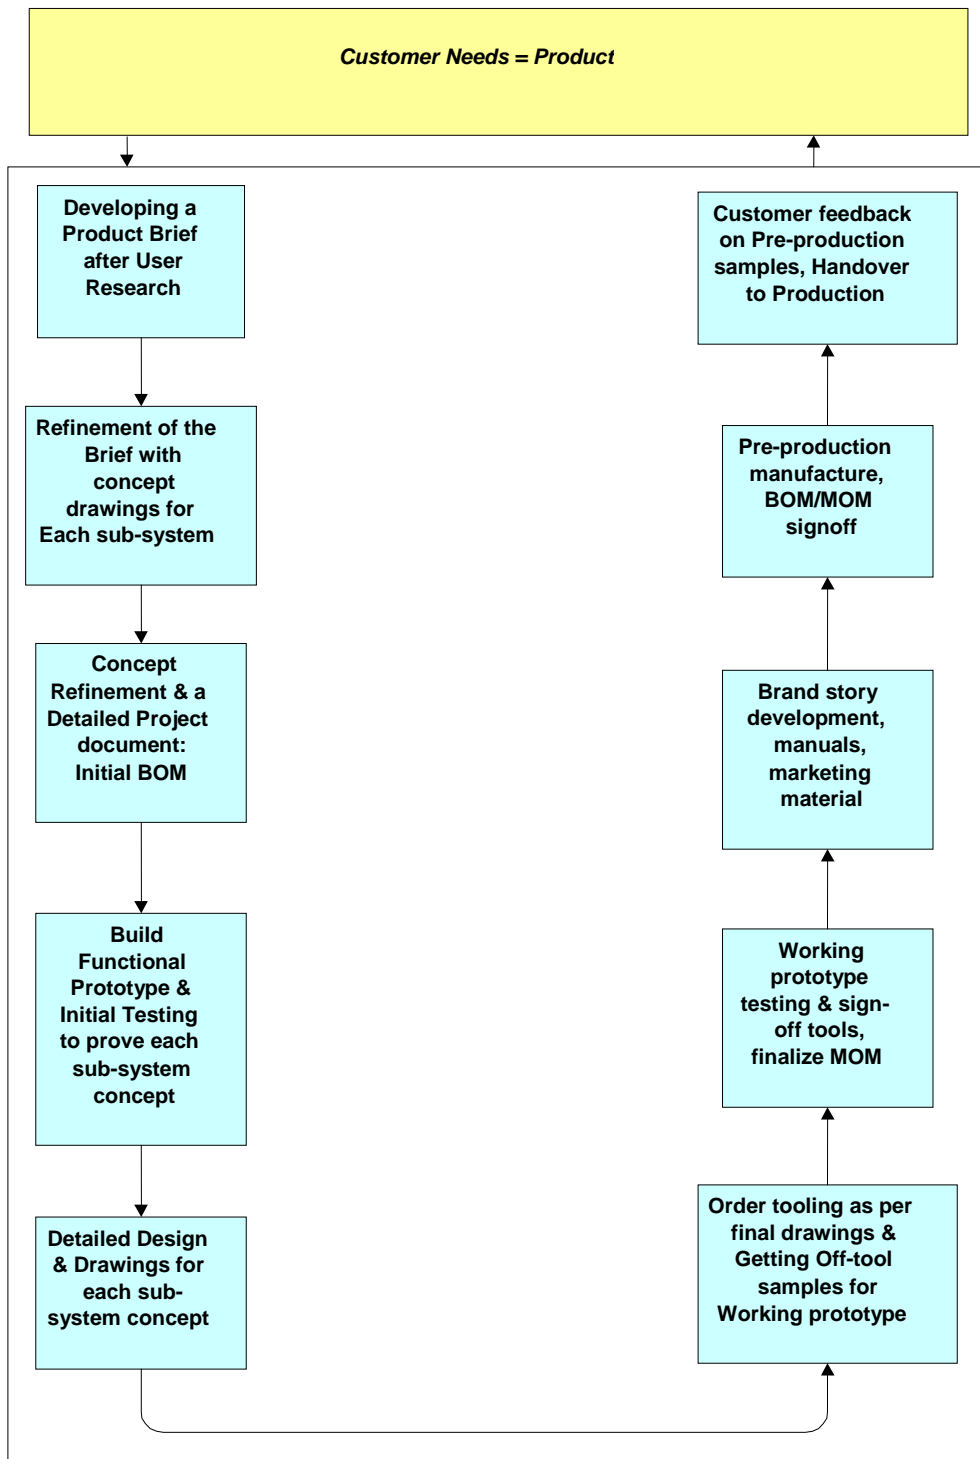 Customer Needs = Product
Developing a
Product Brief
after User
Research
Refinement of the
Brief with
concept
drawings for
Each sub-system
Concept
Refinement & a
Detailed Project
document:
Initial BOM
Build
Functional
Prototype &
Initial Testing
to prove each
sub-system
concept
Detailed Design
& Drawings for
each sub-
system concept
Customer feedback
on Pre-production
samples, Handover
to Production
Pre-production
manufacture,
BOM/MOM
signoff
Brand story
development,
manuals,
marketing
material
Working
prototype
testing & sign-
off tools,
finalize MOM
Order tooling as per
final drawings &
Getting Off-tool
samples for
Working prototype